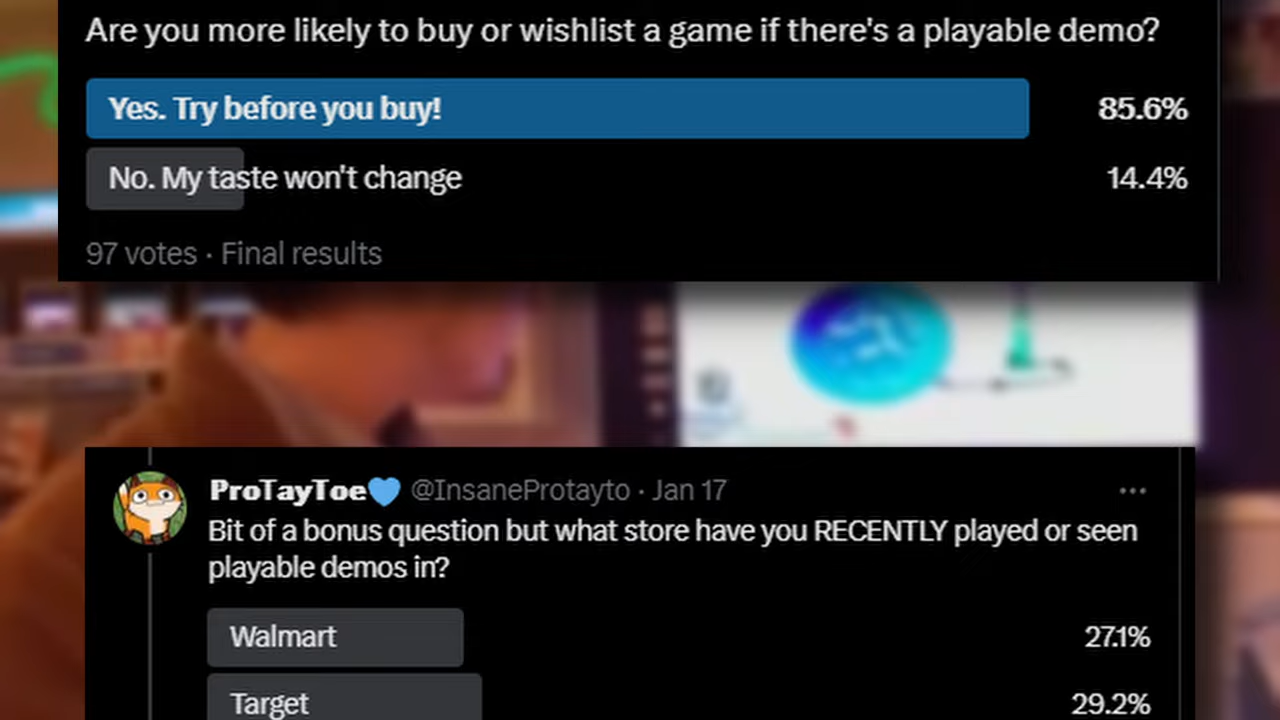 Are you more likely to buy or wishlist a game if there's a playable demo?
Yes. Try before you buy!
85.6%
No. My taste won't change
14.4%
97 votes · Final results
ProTayToe💙 @InsaneProtayto · Jan 17
Bit of a bonus question but what store have you RECENTLY played or seen
playable demos in?
Walmart
27.1%
Target
29.2%